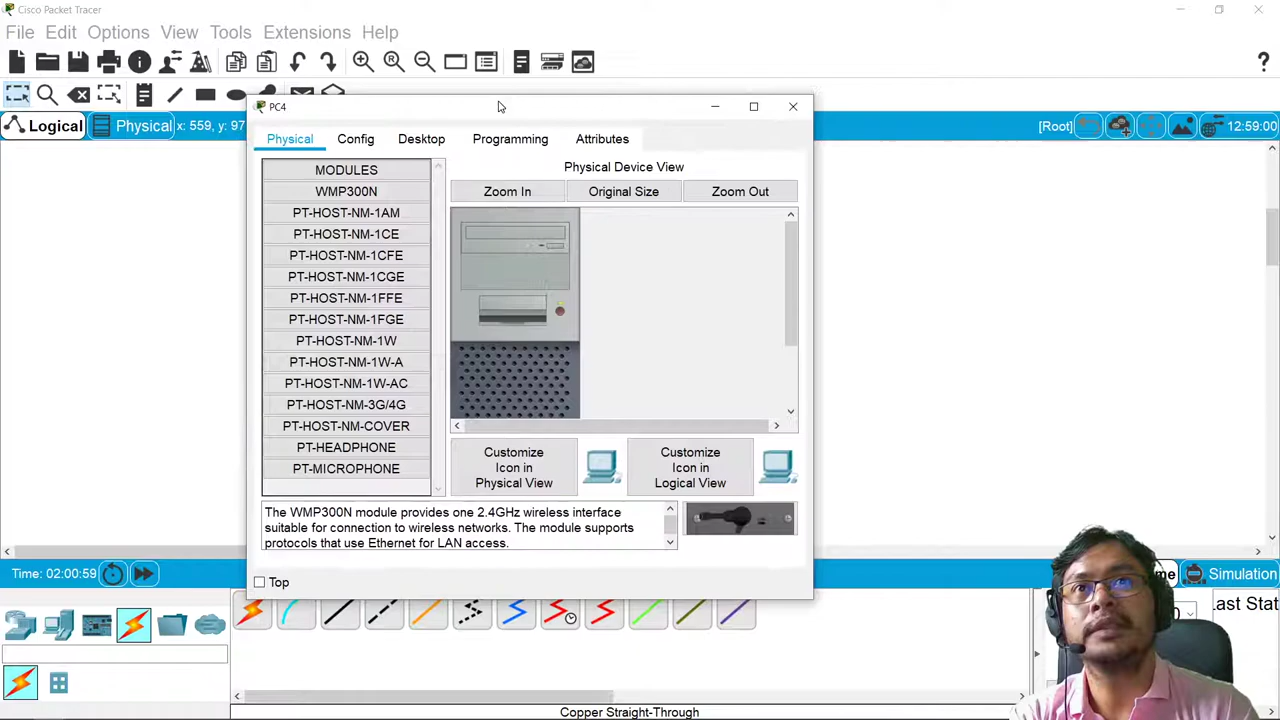 Cisco Packet Tracer
File Edit Options View Tools Extensions Help
?
Logical
Physical x: 559, y: 97
[Root]
12:59:00
PC4
Physical Config Desktop Programming Attributes
MODULES
WMP300N
PT-HOST-NM-1AM
PT-HOST-NM-1CE
PT-HOST-NM-1CFE
PT-HOST-NM-1CGE
PT-HOST-NM-1FFE
PT-HOST-NM-1FGE
PT-HOST-NM-1W
PT-HOST-NM-1W-A
PT-HOST-NM-1W-AC
PT-HOST-NM-3G/4G
PT-HOST-NM-COVER
PT-HEADPHONE
PT-MICROPHONE
Physical Device View
Zoom In Original Size Zoom Out
Customize
Icon in
Physical View
Customize
Icon in
Logical View
The WMP300N module provides one 2.4GHz wireless interface
suitable for connection to wireless networks. The module supports
protocols that use Ethernet for LAN access.
Top
Time: 02:00:59
me
Simulation
0
.ast Stat
Copper Straight-Through